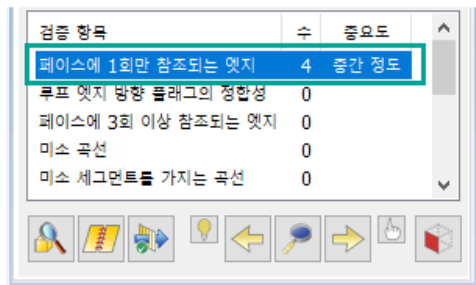 검증 항목 수 중요도
페이스에 1회만 참조되는 엣지 4 중간 정도
루프 엣지 방향 플래그의 정합성 0
페이스에 3회 이상 참조되는 엣지 0
미소 곡선 0
미소 세그먼트를 가지는 곡선 0